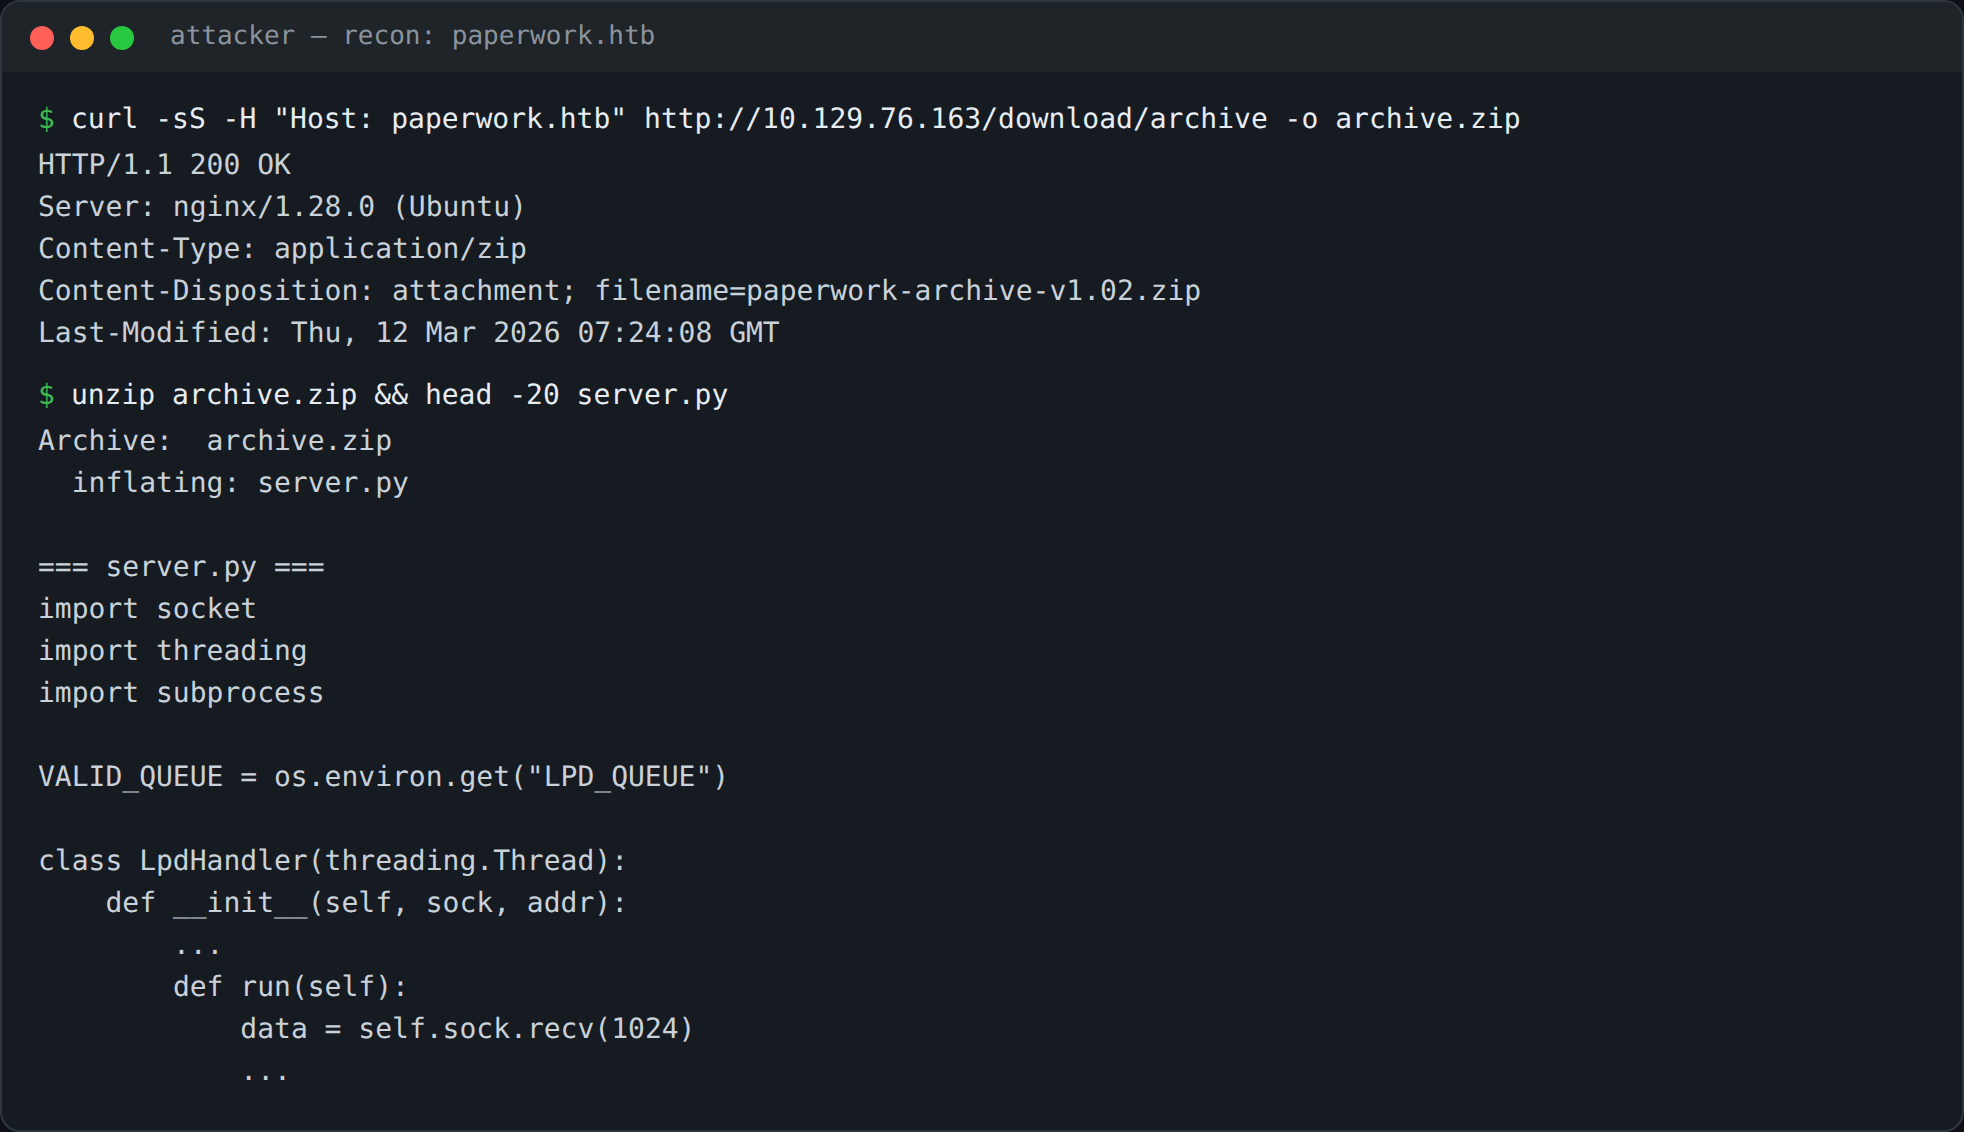 attacker — recon: paperwork.htb
$ curl -sS -H "Host: paperwork.htb" http://10.129.76.163/download/archive -o archive.zip
HTTP/1.1 200 OK
Server: nginx/1.28.0 (Ubuntu)
Content-Type: application/zip
Content-Disposition: attachment; filename=paperwork-archive-v1.02.zip
Last-Modified: Thu, 12 Mar 2026 07:24:08 GMT
$ unzip archive.zip && head -20 server.py
Archive:  archive.zip
  inflating: server.py
=== server.py ===
import socket
import threading
import subprocess
VALID_QUEUE = os.environ.get("LPD_QUEUE")
class LpdHandler(threading.Thread):
    def __init__(self, sock, addr):
        ...
        def run(self):
            data = self.sock.recv(1024)
            ...